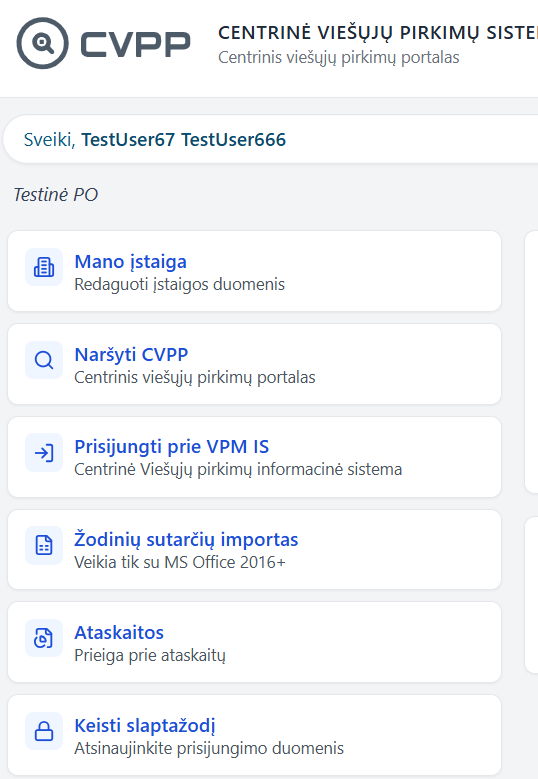 CVPP
CENTRINĖ VIEŠŲJŲ PIRKIMŲ SISTE
Centrinis viešųjų pirkimų portalas
Sveiki, TestUser67 TestUser666
Testinė PO
Mano įstaiga
Redaguoti įstaigos duomenis
Naršyti CVPP
Centrinis viešųjų pirkimų portalas
Prisijungti prie VPM IS
Centrinė Viešųjų pirkimų informacinė sistema
Žodinių sutarčių importas
Veikia tik su MS Office 2016+
Ataskaitos
Prieiga prie ataskaitų
Keisti slaptažodį
Atsinaujinkite prisijungimo duomenis